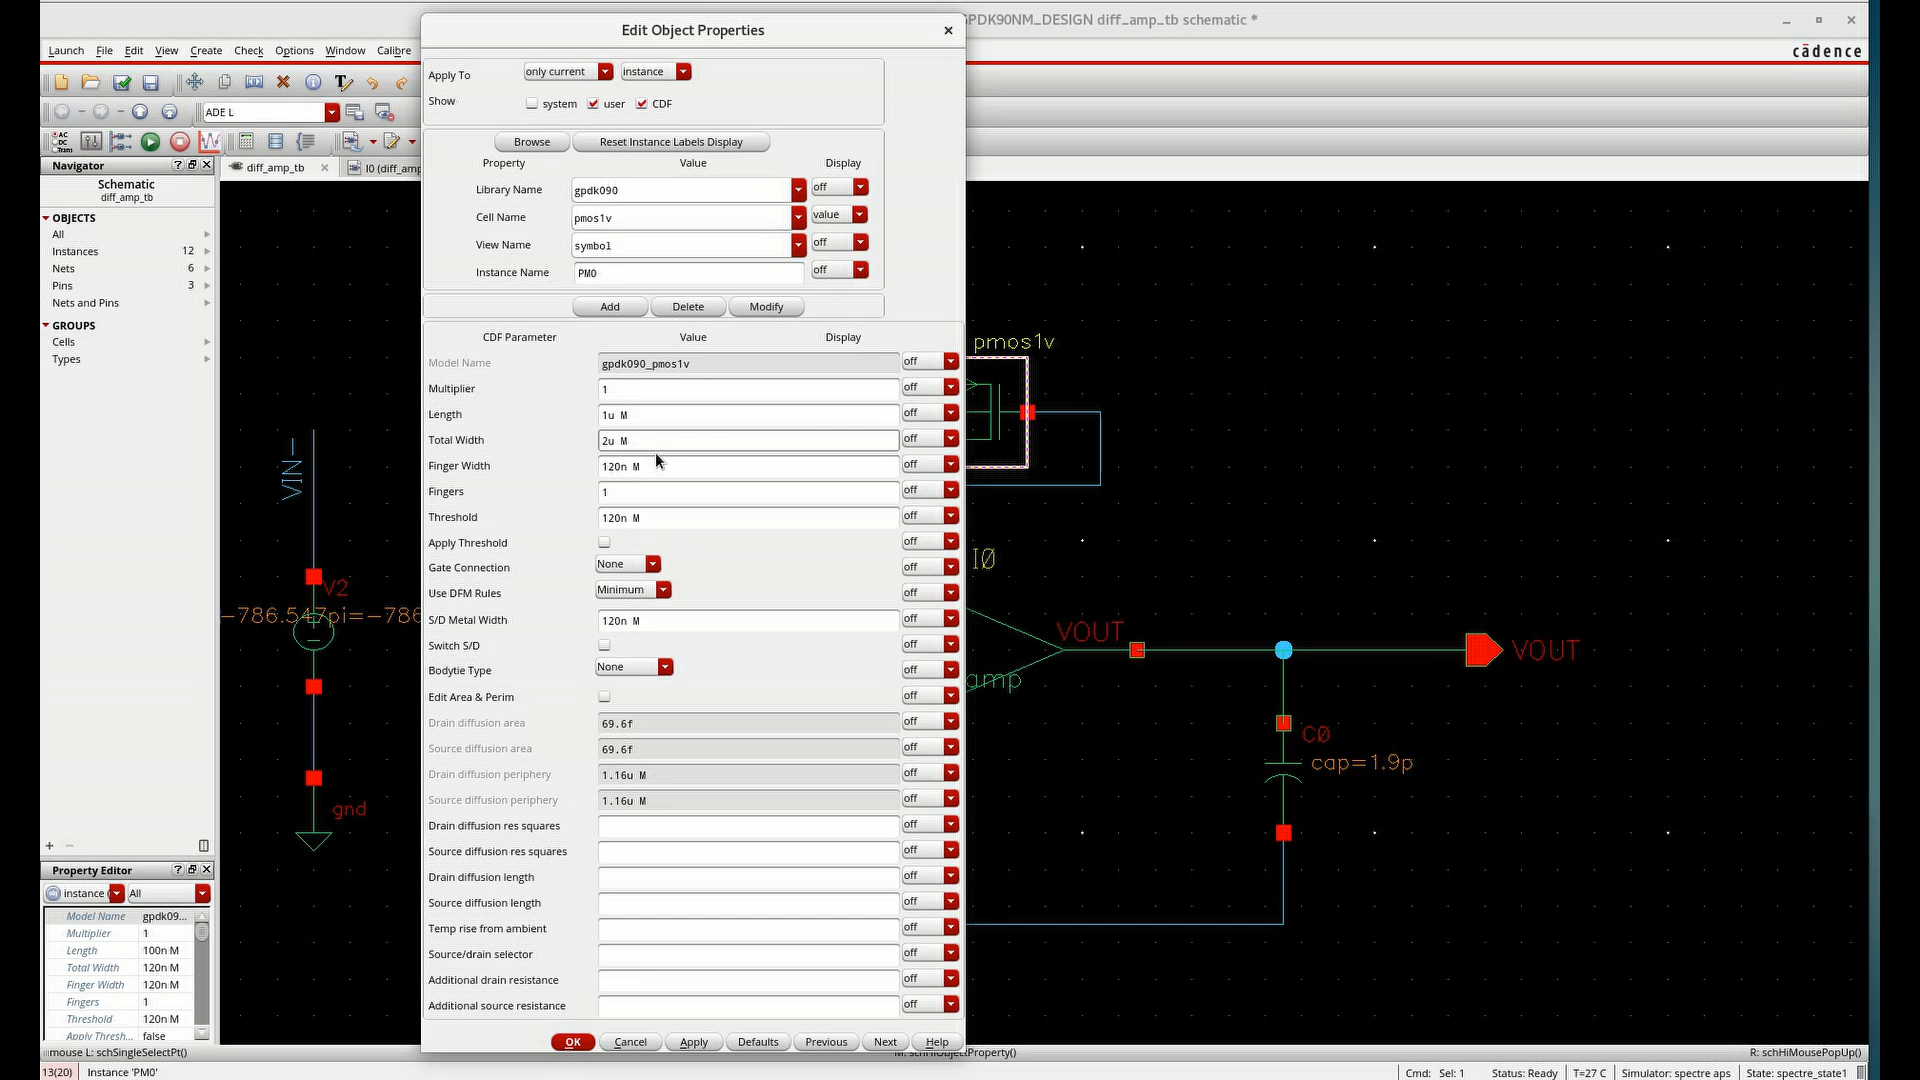 Edit Object Properties
GPDK90NM_DESIGN diff_amp_tb schematic *
Launch File Edit View Create Check Options Window Calibre
cādence
Apply To only current instance
Show system user CDF
ADE L
AC DC Trans
Browse Reset Instance Labels Display
Property Value Display
Navigator
diff_amp_tb I0 (diff_amp
Schematic
diff_amp_tb
OBJECTS
All
Instances 12
Nets 6
Pins 3
Nets and Pins
GROUPS
Cells
Types
Library Name gpdk090 off
Cell Name pmos1v value
View Name symbol off
Instance Name PM0 off
Add Delete Modify
CDF Parameter Value Display
Model Name gpdk090_pmos1v off
Multiplier 1 off
Length 1u M off
Total Width 2u M off
Finger Width 120n M off
Fingers 1 off
Threshold 120n M off
Apply Threshold off
Gate Connection None off
Use DFM Rules Minimum off
S/D Metal Width 120n M off
Switch S/D off
Bodytie Type None off
Edit Area & Perim off
Drain diffusion area 69.6f off
Source diffusion area 69.6f off
Drain diffusion periphery 1.16u M off
Source diffusion periphery 1.16u M off
Drain diffusion res squares off
Source diffusion res squares off
Drain diffusion length off
Source diffusion length off
Temp rise from ambient off
Source/drain selector off
Additional drain resistance off
Additional source resistance off
OK Cancel Apply Defaults Previous Next Help
VIN-
V2
-786.547pi=-786
gnd
pmos1v
I0
VOUT
VOUT
amp
C0
cap=1.9p
Property Editor
instance ( All
Model Name gpdk09...
Multiplier 1
Length 100n M
Total Width 120n M
Finger Width 120n M
Fingers 1
Threshold 120n M
Apply Thresh... false
mouse L: schSingleSelectPt()
M: schHiObjectProperty()
R: schHiMousePopUp()
13(20) Instance 'PM0'
Cmd: Sel: 1 Status: Ready T=27 C Simulator: spectre aps State: spectre_state1